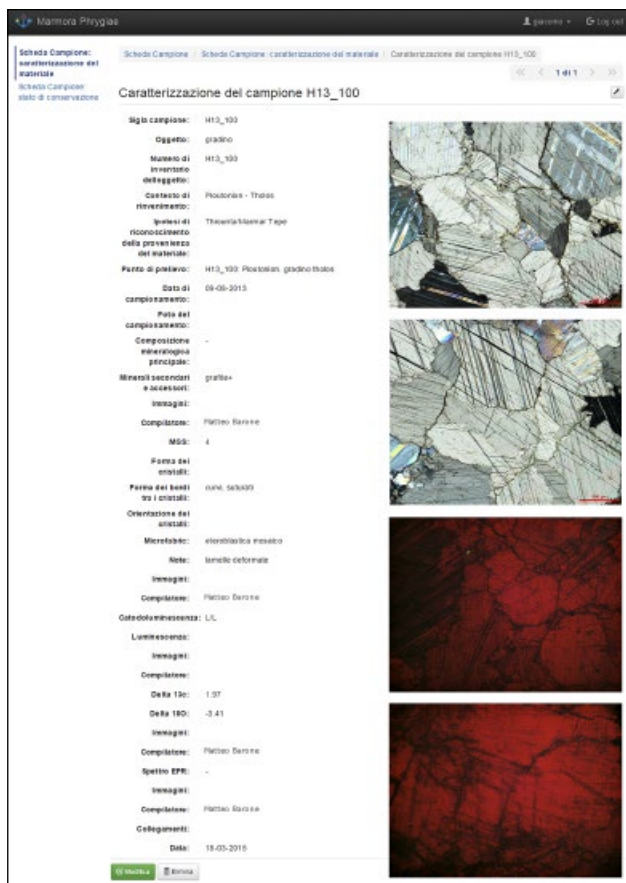 Marmora Phrygiae
giacomo
Log out
Scheda Campione:
caratterizzazione del
materiale
Scheda Campione:
stato di conservazione
Scheda Campione / Scheda Campione: caratterizzazione del materiale / Caratterizzazione del campione H13_100
1 di 1
Caratterizzazione del campione H13_100
Sigla campione: H13_100
Oggetto: gradino
Numero di
inventario
dell'oggetto: H13_100
Contesto di
rinvenimento: Ploutonion - Tholos
Ipotesi di
riconoscimento
della provenienza
del materiale: Thiounta/Marmar Tepe
Punto di prelievo: H13_100: Ploutonion, gradino tholos
Data di
campionamento: 09-08-2013
Foto del
campionamento:
Composizione
mineralogica
principale: -
Minerali secondari
e accessori: grafite+
Immagini:
Compilatore: Matteo Barone
MGS: 4
Forma dei
cristalli:
Forma dei bordi
tra i cristalli: curvi, suturati
Orientazione dei
cristalli:
Microfabric: eteroblastica mosaico
Note: lamelle deformate
Immagini:
Compilatore: Matteo Barone
Catodoluminescenza: L/L
Luminescenza:
Immagini:
Compilatore:
Delta 13c: 1.97
Delta 18O: -3.41
Immagini:
Compilatore: Matteo Barone
Spettro EPR: -
Immagini:
Compilatore: Matteo Barone
Collegamenti:
Data: 18-03-2015
Modifica
Elimina